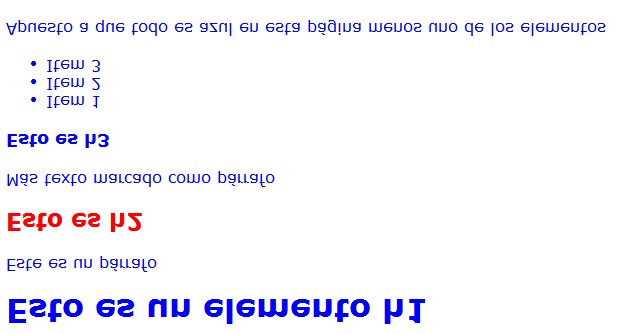 Esto es un elemento h1
Este es un párrafo
Esto es h2
Más texto marcado como párrafo
Esto es h3
Item 1
Item 2
Item 3
Apuesto a que todo es azul en esta página menos uno de los elementos